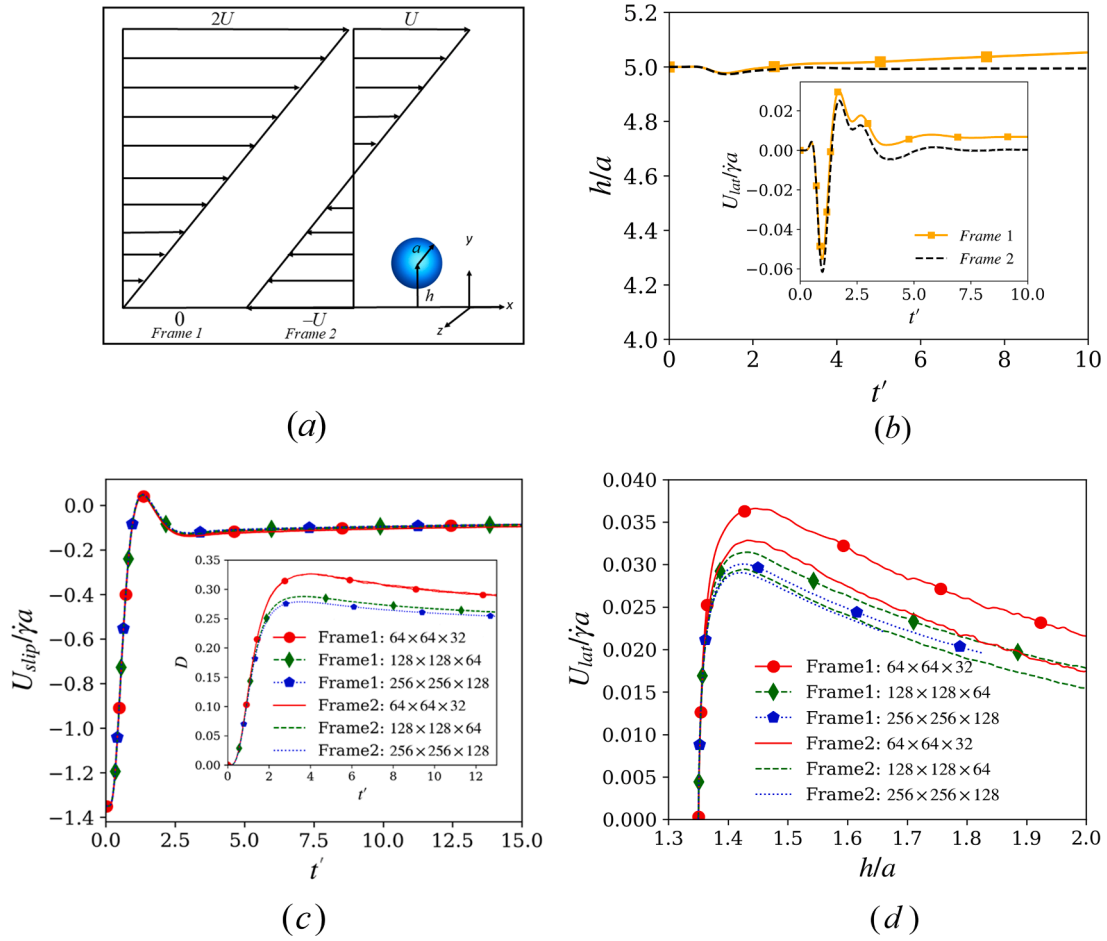 2U
U
a
h
y
x
z
0
–U
Frame 1
Frame 2
(a)
5.2
5.0
4.8
4.6
4.4
4.2
4.0
h/a
0
2
4
6
8
10
t′
0.02
0.00
−0.02
−0.04
−0.06
U_lat/γ̇a
0.0
2.5
5.0
7.5
10.0
t′
Frame 1
Frame 2
(b)
0.0
−0.2
−0.4
−0.6
−0.8
−1.0
−1.2
−1.4
U_slip/γ̇a
0.0
2.5
5.0
7.5
10.0
12.5
15.0
t′
0.35
0.30
0.25
0.20
0.15
0.10
0.05
0.00
D
0
2
4
6
8
10
12
t′
Frame1: 64×64×32
Frame1: 128×128×64
Frame1: 256×256×128
Frame2: 64×64×32
Frame2: 128×128×64
Frame2: 256×256×128
(c)
0.040
0.035
0.030
0.025
0.020
0.015
0.010
0.005
0.000
U_lat/γ̇a
1.3
1.4
1.5
1.6
1.7
1.8
1.9
2.0
h/a
Frame1: 64×64×32
Frame1: 128×128×64
Frame1: 256×256×128
Frame2: 64×64×32
Frame2: 128×128×64
Frame2: 256×256×128
(d)